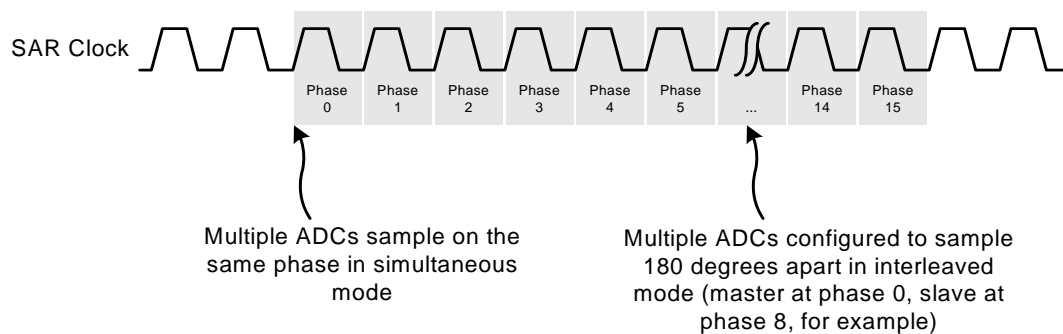 SAR Clock
Phase
0
Phase
1
Phase
2
Phase
3
Phase
4
Phase
5
...
Phase
14
Phase
15
Multiple ADCs sample on the
same phase in simultaneous
mode
Multiple ADCs configured to sample
180 degrees apart in interleaved
mode (master at phase 0, slave at
phase 8, for example)